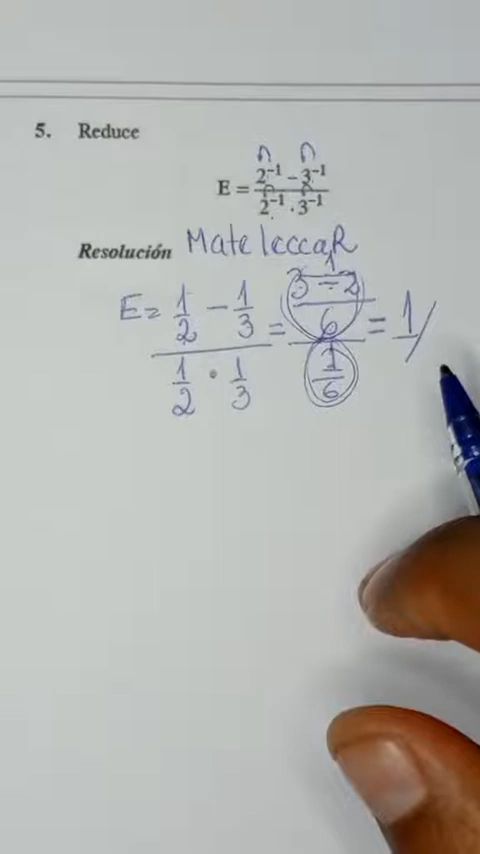 5. Reduce
E = (2⁻¹ − 3⁻¹) / (2⁻¹ . 3⁻¹)
Resolución MateleccaR
E = (1/2 − 1/3) / (1/2 · 1/3) = ((3 − 2)/6) / (1/6) = 1